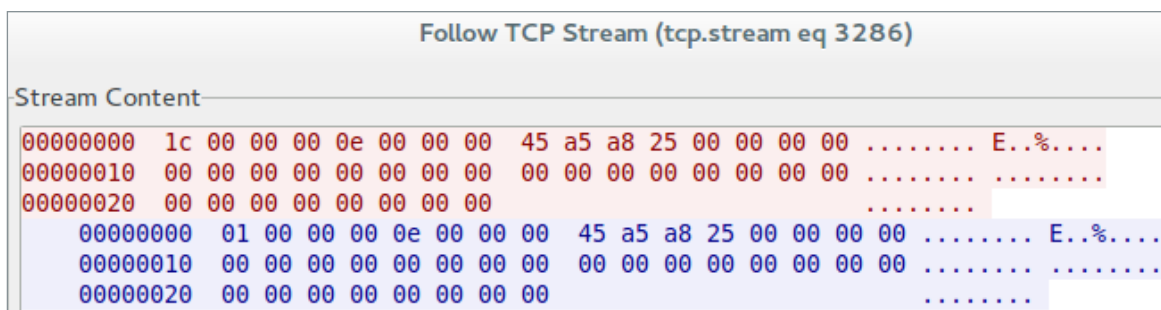 Follow TCP Stream (tcp.stream eq 3286)
Stream Content
00000000  1c 00 00 00 0e 00 00 00  45 a5 a8 25 00 00 00 00 ........ E..%....
00000010  00 00 00 00 00 00 00 00  00 00 00 00 00 00 00 00 ........ ........
00000020  00 00 00 00 00 00 00 00                          ........
    00000000  01 00 00 00 0e 00 00 00  45 a5 a8 25 00 00 00 00 ........ E..%....
    00000010  00 00 00 00 00 00 00 00  00 00 00 00 00 00 00 00 ........ ........
    00000020  00 00 00 00 00 00 00 00                          ........